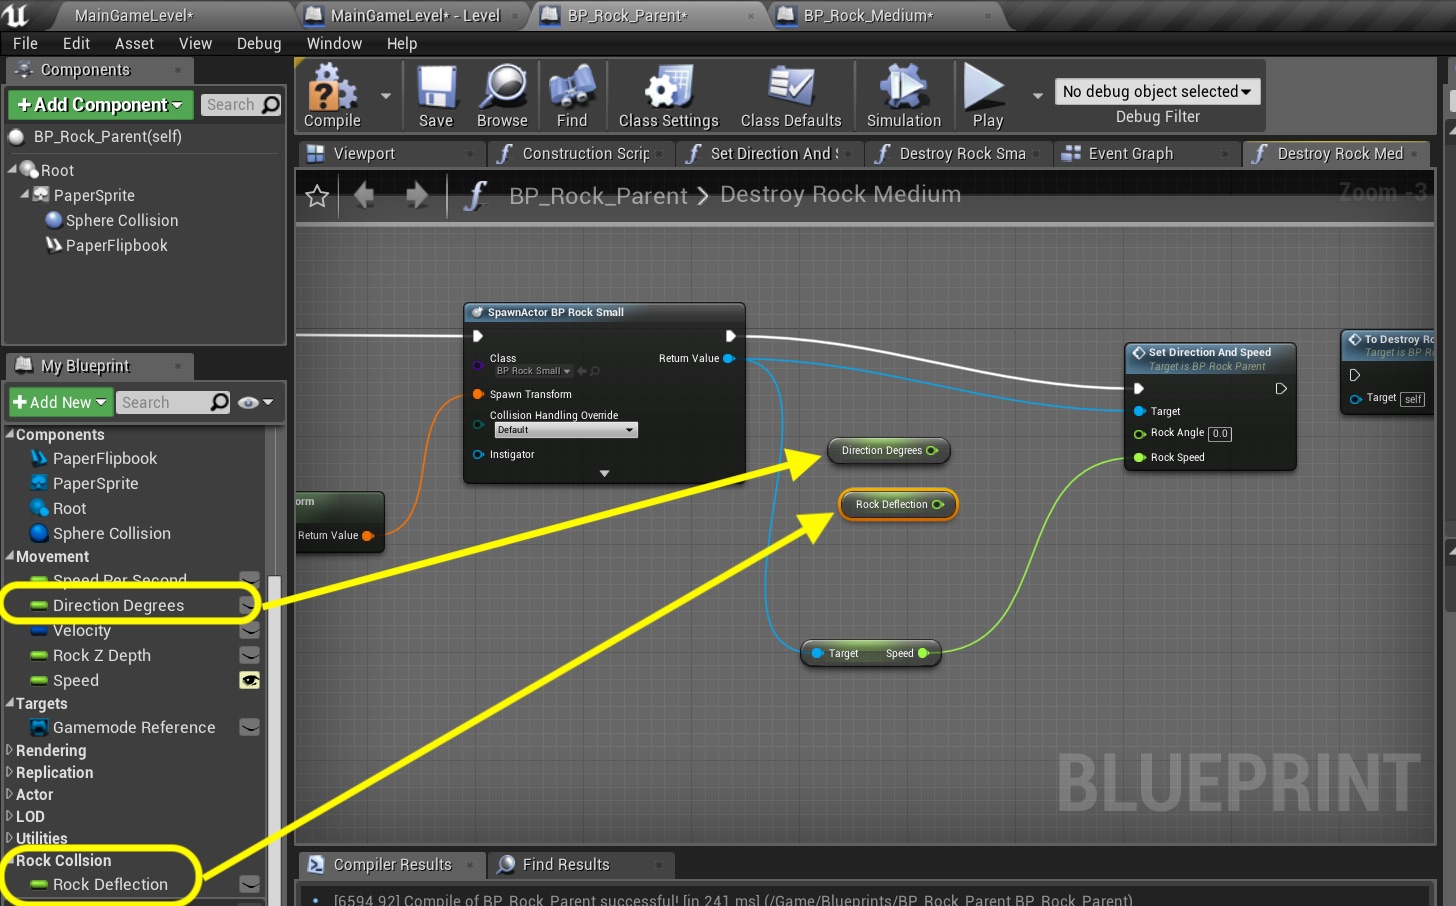 MainGameLevel*
MainGameLevel* - Level
BP_Rock_Parent*
BP_Rock_Medium*
File
Edit
Asset
View
Debug
Window
Help
Components
+Add Component
Search
BP_Rock_Parent(self)
Root
PaperSprite
Sphere Collision
PaperFlipbook
Compile
Save
Browse
Find
Class Settings
Class Defaults
Simulation
Play
No debug object selected
Debug Filter
Viewport
Construction Scrip
Set Direction And S
Destroy Rock Sma
Event Graph
Destroy Rock Med
BP_Rock_Parent > Destroy Rock Medium
Zoom -3
My Blueprint
+Add New
Search
Components
PaperFlipbook
PaperSprite
Root
Sphere Collision
Movement
Speed Per Second
Direction Degrees
Velocity
Rock Z Depth
Speed
Targets
Gamemode Reference
Rendering
Replication
Actor
LOD
Utilities
Rock Collsion
Rock Deflection
SpawnActor BP Rock Small
Class
BP Rock Small
Return Value
Spawn Transform
Collision Handling Override
Default
Instigator
orm
Return Value
Direction Degrees
Rock Deflection
Target
Speed
Set Direction And Speed
Target is BP Rock Parent
Target
Rock Angle 0.0
Rock Speed
To Destroy Ro
Target is BP R
Target self
BLUEPRINT
Compiler Results
Find Results
[6594.92] Compile of BP_Rock_Parent successful! [in 241 ms] (/Game/Blueprints/BP_Rock_Parent.BP_Rock_Parent)